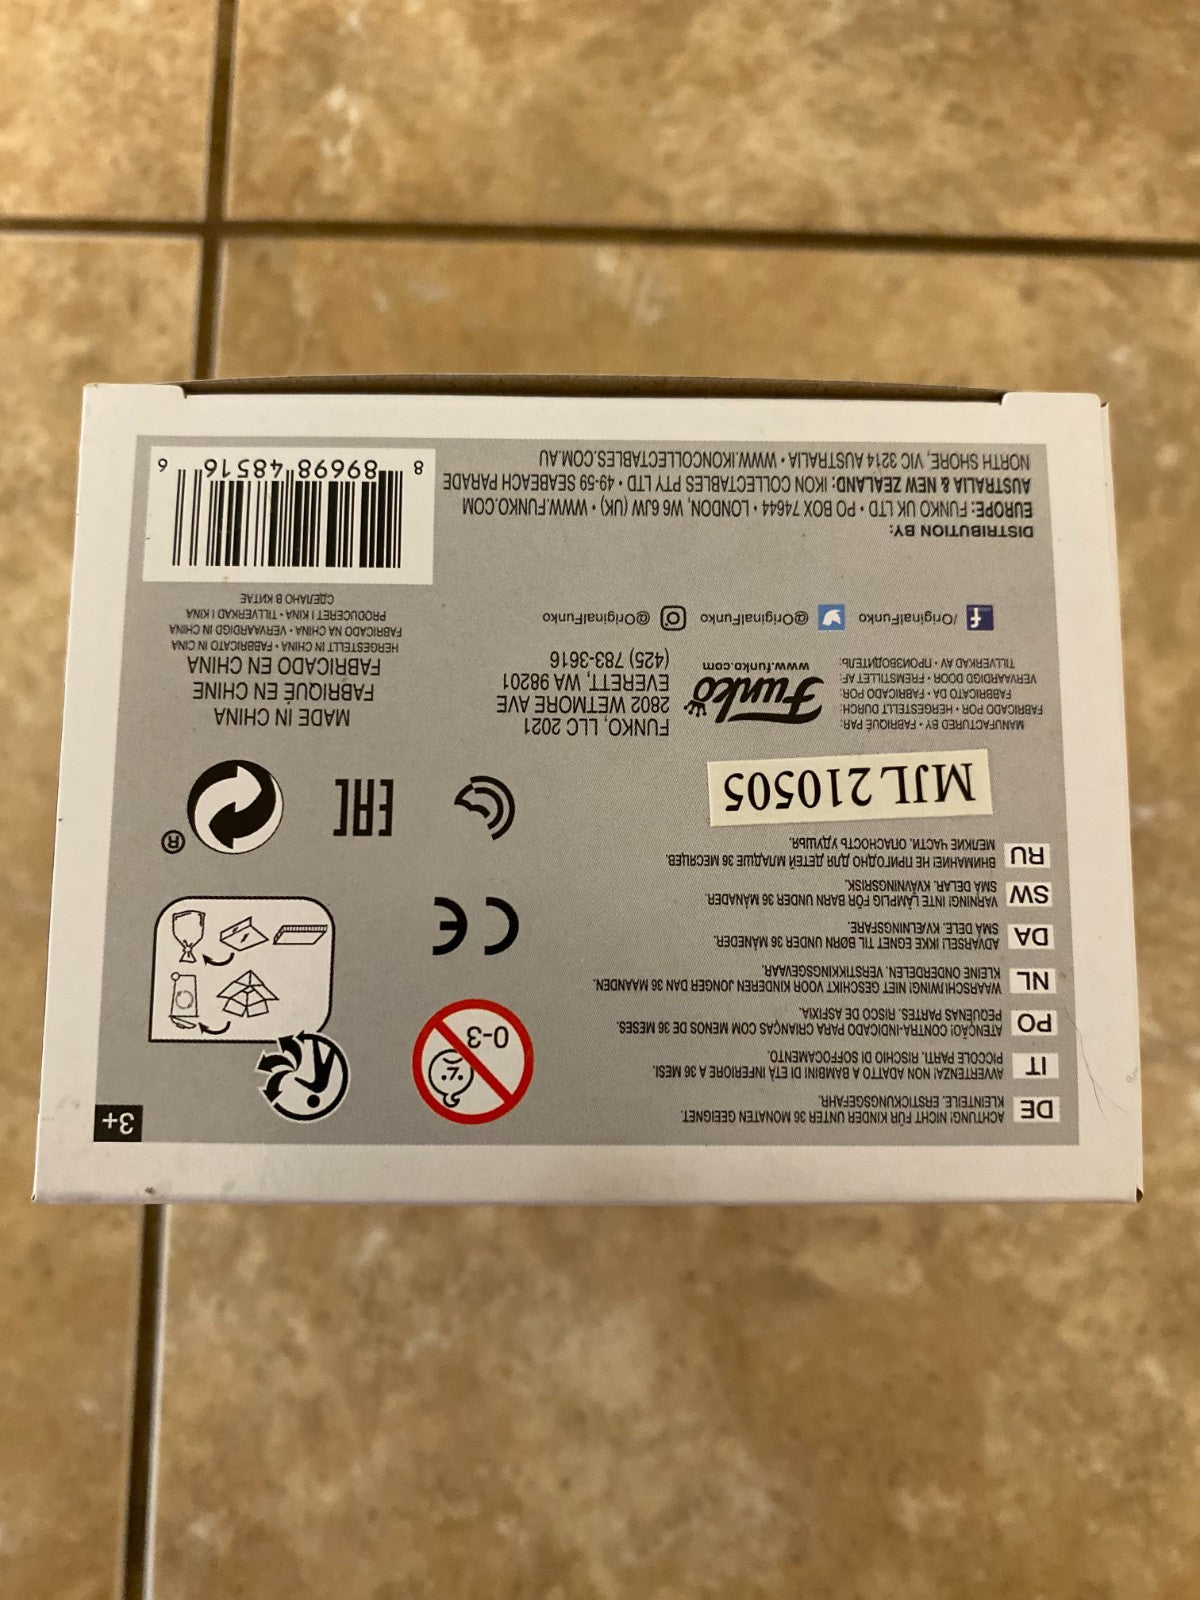 3+
DE
ACHTUNG! NICHT FÜR KINDER UNTER 36 MONATEN GEEIGNET.
KLEINTEILE. ERSTICKUNGSGEFAHR.
IT
AVVERTENZA! NON ADATTO A BAMBINI DI ETÀ INFERIORE A 36 MESI.
PICCOLE PARTI. RISCHIO DI SOFFOCAMENTO.
PO
ATENÇÃO! CONTRA-INDICADO PARA CRIANÇAS COM MENOS DE 36 MESES.
PEQUENAS PARTES. RISCO DE ASFIXIA.
NL
WAARSCHUWING! NIET GESCHIKT VOOR KINDEREN JONGER DAN 36 MAANDEN.
KLEINE ONDERDELEN. VERSTIKKINGSGEVAAR.
DA
ADVARSEL! IKKE EGNET TIL BØRN UNDER 36 MÅNEDER.
SMÅ DELE. KVÆLNINGSFARE.
SW
VARNING! INTE LÄMPLIG FÖR BARN UNDER 36 MÅNADER.
SMÅ DELAR. KVÄVNINGSRISK.
RU
ВНИМАНИЕ! НЕ ПРИГОДНО ДЛЯ ДЕТЕЙ МЛАДШЕ 36 МЕСЯЦЕВ.
МЕЛКИЕ ЧАСТИ. ОПАСНОСТЬ УДУШЬЯ.
0-3
CE
EAC
®
MJL 210505
MANUFACTURED BY • FABRIQUÉ PAR:
FABRICADO POR • HERGESTELLT DURCH:
FABBRICATO DA • FABRICADO POR:
VERVAARDIGD DOOR • FREMSTILLET AF:
TILLVERKAD AV • ПРОИЗВОДИТЕЛЬ:
Funko
www.funko.com
FUNKO, LLC 2021
2802 WETMORE AVE
EVERETT, WA 98201
(425) 783-3616
MADE IN CHINA
FABRIQUÉ EN CHINE
FABRICADO EN CHINA
HERGESTELLT IN CHINA • FABBRICATO IN CINA
FABRICADO NA CHINA • VERVAARDIGD IN CHINA
PRODUCERET I KINA • TILLVERKAD I KINA
СДЕЛАНО В КИТАЕ
/OriginalFunko
@OriginalFunko
@OriginalFunko
DISTRIBUTION BY:
EUROPE: FUNKO UK LTD • PO BOX 74644 • LONDON, W6 6JW (UK) • WWW.FUNKO.COM
AUSTRALIA & NEW ZEALAND: IKON COLLECTABLES PTY LTD • 49-59 SEABEACH PARADE
NORTH SHORE, VIC 3214 AUSTRALIA • WWW.IKONCOLLECTABLES.COM.AU
8 89698 48516 9